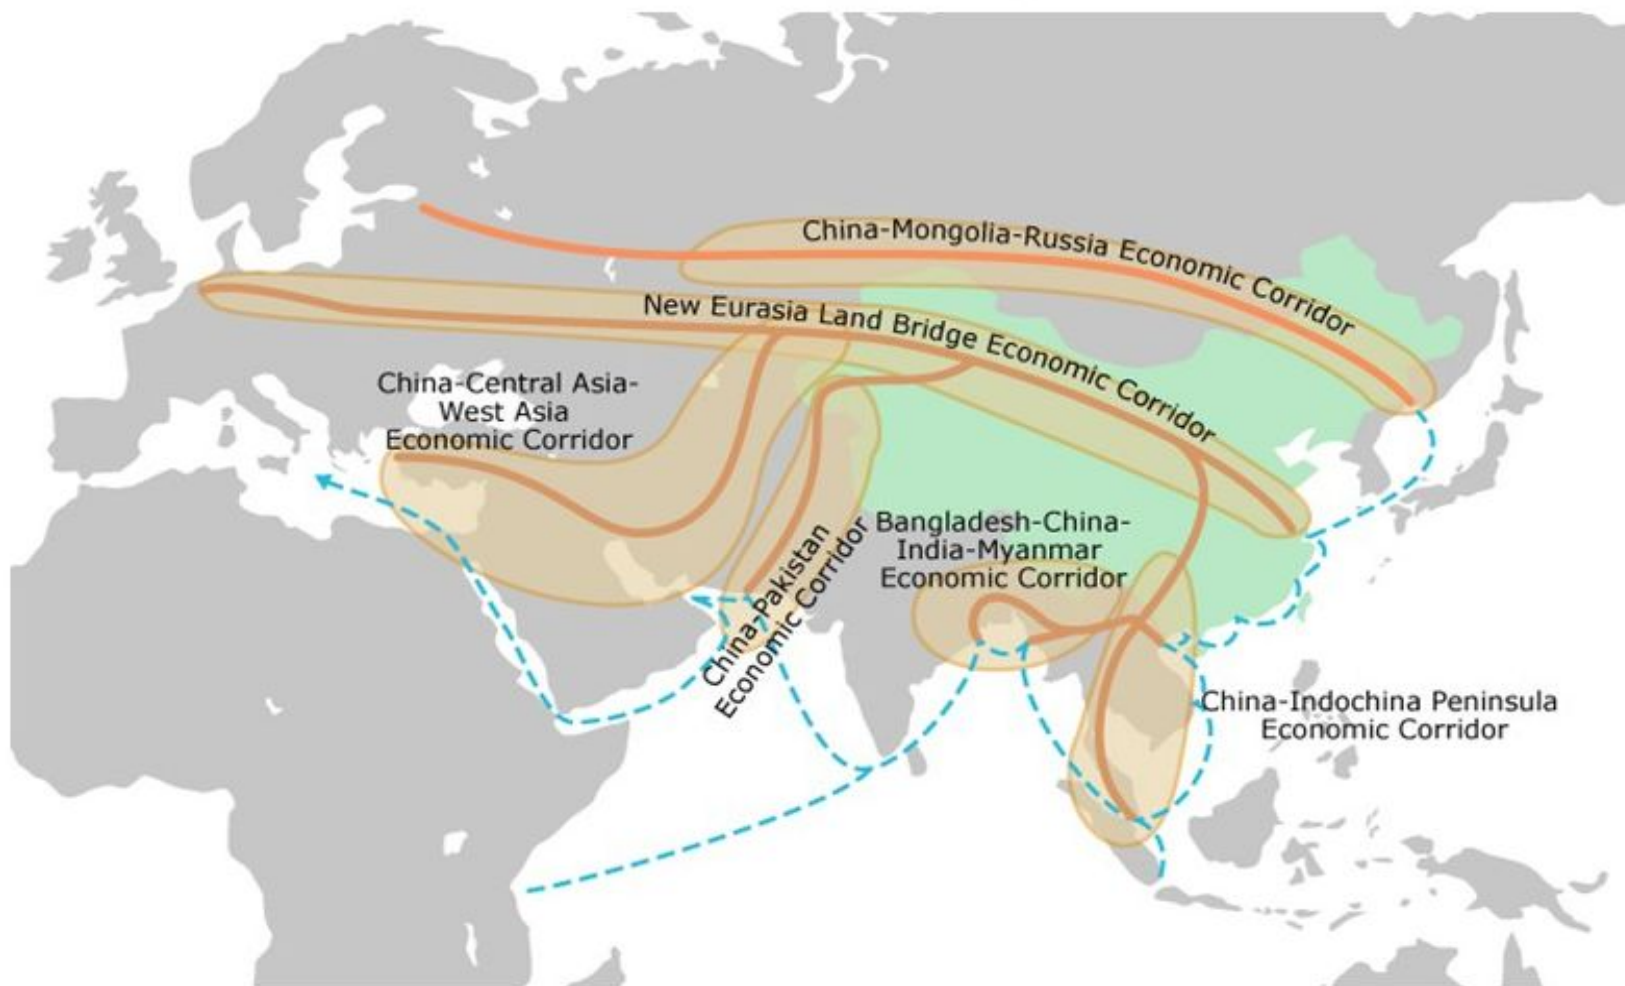 China-Mongolia-Russia Economic Corridor
New Eurasia Land Bridge Economic Corridor
China-Central Asia-
West Asia
Economic Corridor
China-Pakistan
Economic Corridor
Bangladesh-China-
India-Myanmar
Economic Corridor
China-Indochina Peninsula
Economic Corridor